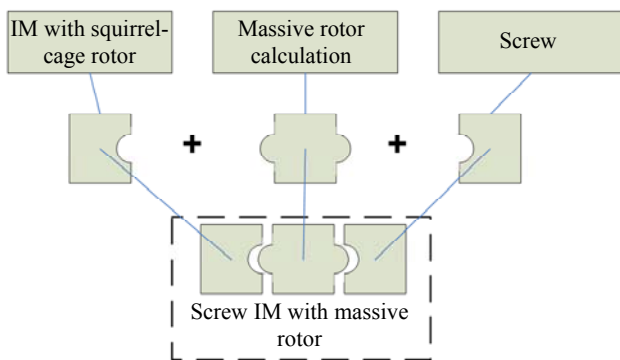 IM with squirrel-
cage rotor
Massive rotor
calculation
Screw
+
+
Screw IM with massive
rotor